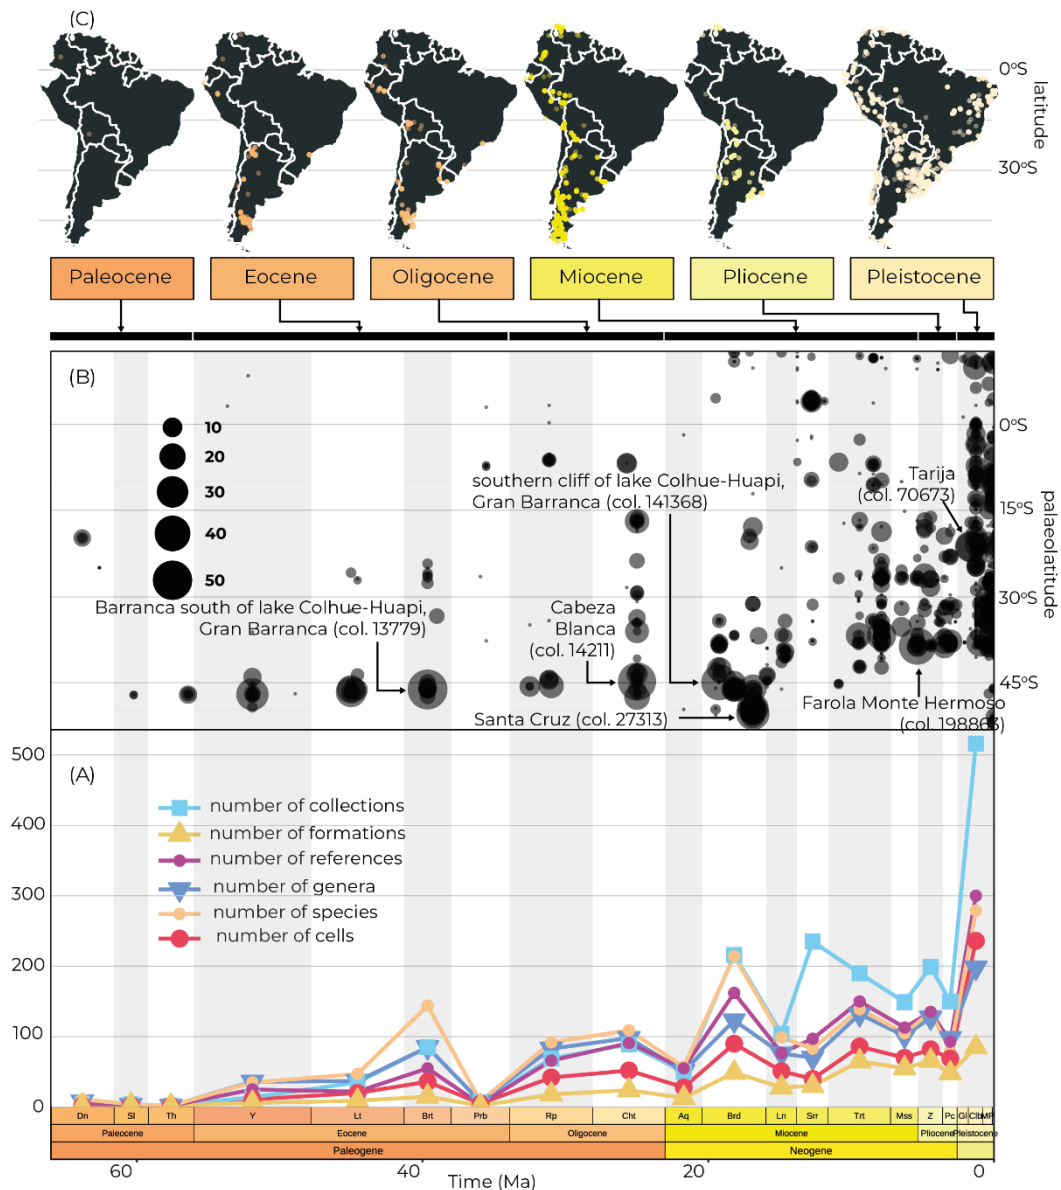 (C)
0°S
latitude
30°S
Paleocene
Eocene
Oligocene
Miocene
Pliocene
Pleistocene
(B)
10
20
30
40
50
0°S
15°S
30°S
45°S
palaeolatitude
southern cliff of lake Colhue-Huapi,
Gran Barranca (col. 141368)
Tarija
(col. 70673)
Barranca south of lake Colhue-Huapi,
Gran Barranca (col. 13779)
Cabeza
Blanca
(col. 14211)
Santa Cruz (col. 27313)
Farola Monte Hermoso
(col. 198863)
(A)
500
400
300
200
100
0
number of collections
number of formations
number of references
number of genera
number of species
number of cells
Dn Sl Th Y Lt Brt Prb Rp Cht Aq Brd Ln Srr Trt Mss Z Pc Gl Clb MP
Paleocene Eocene Oligocene Miocene Pliocene Pleistocene
Paleogene Neogene
60 40 20 0
Time (Ma)